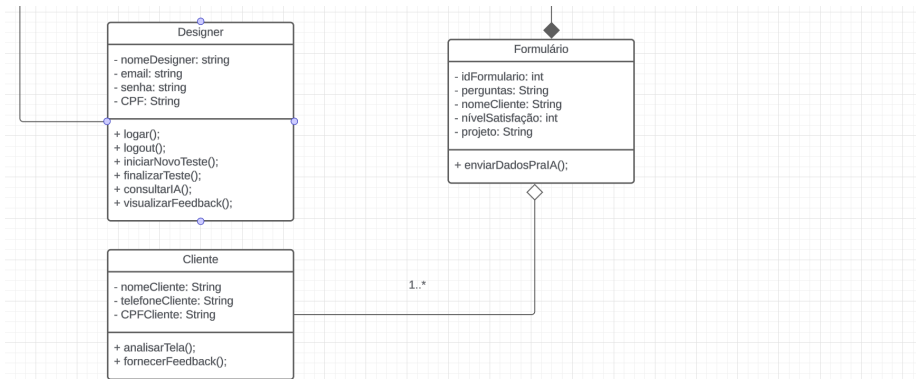 Designer
- nomeDesigner: string
- email: string
- senha: string
- CPF: String
+ logar();
+ logout();
+ iniciarNovoTeste();
+ finalizarTeste();
+ consultarIA();
+ visualizarFeedback();
Formulário
- idFormulario: int
- perguntas: String
- nomeCliente: String
- nívelSatisfação: int
- projeto: String
+ enviarDadosPraIA();
Cliente
- nomeCliente: String
- telefoneCliente: String
- CPFCliente: String
+ analisarTela();
+ fornecerFeedback();
1..*